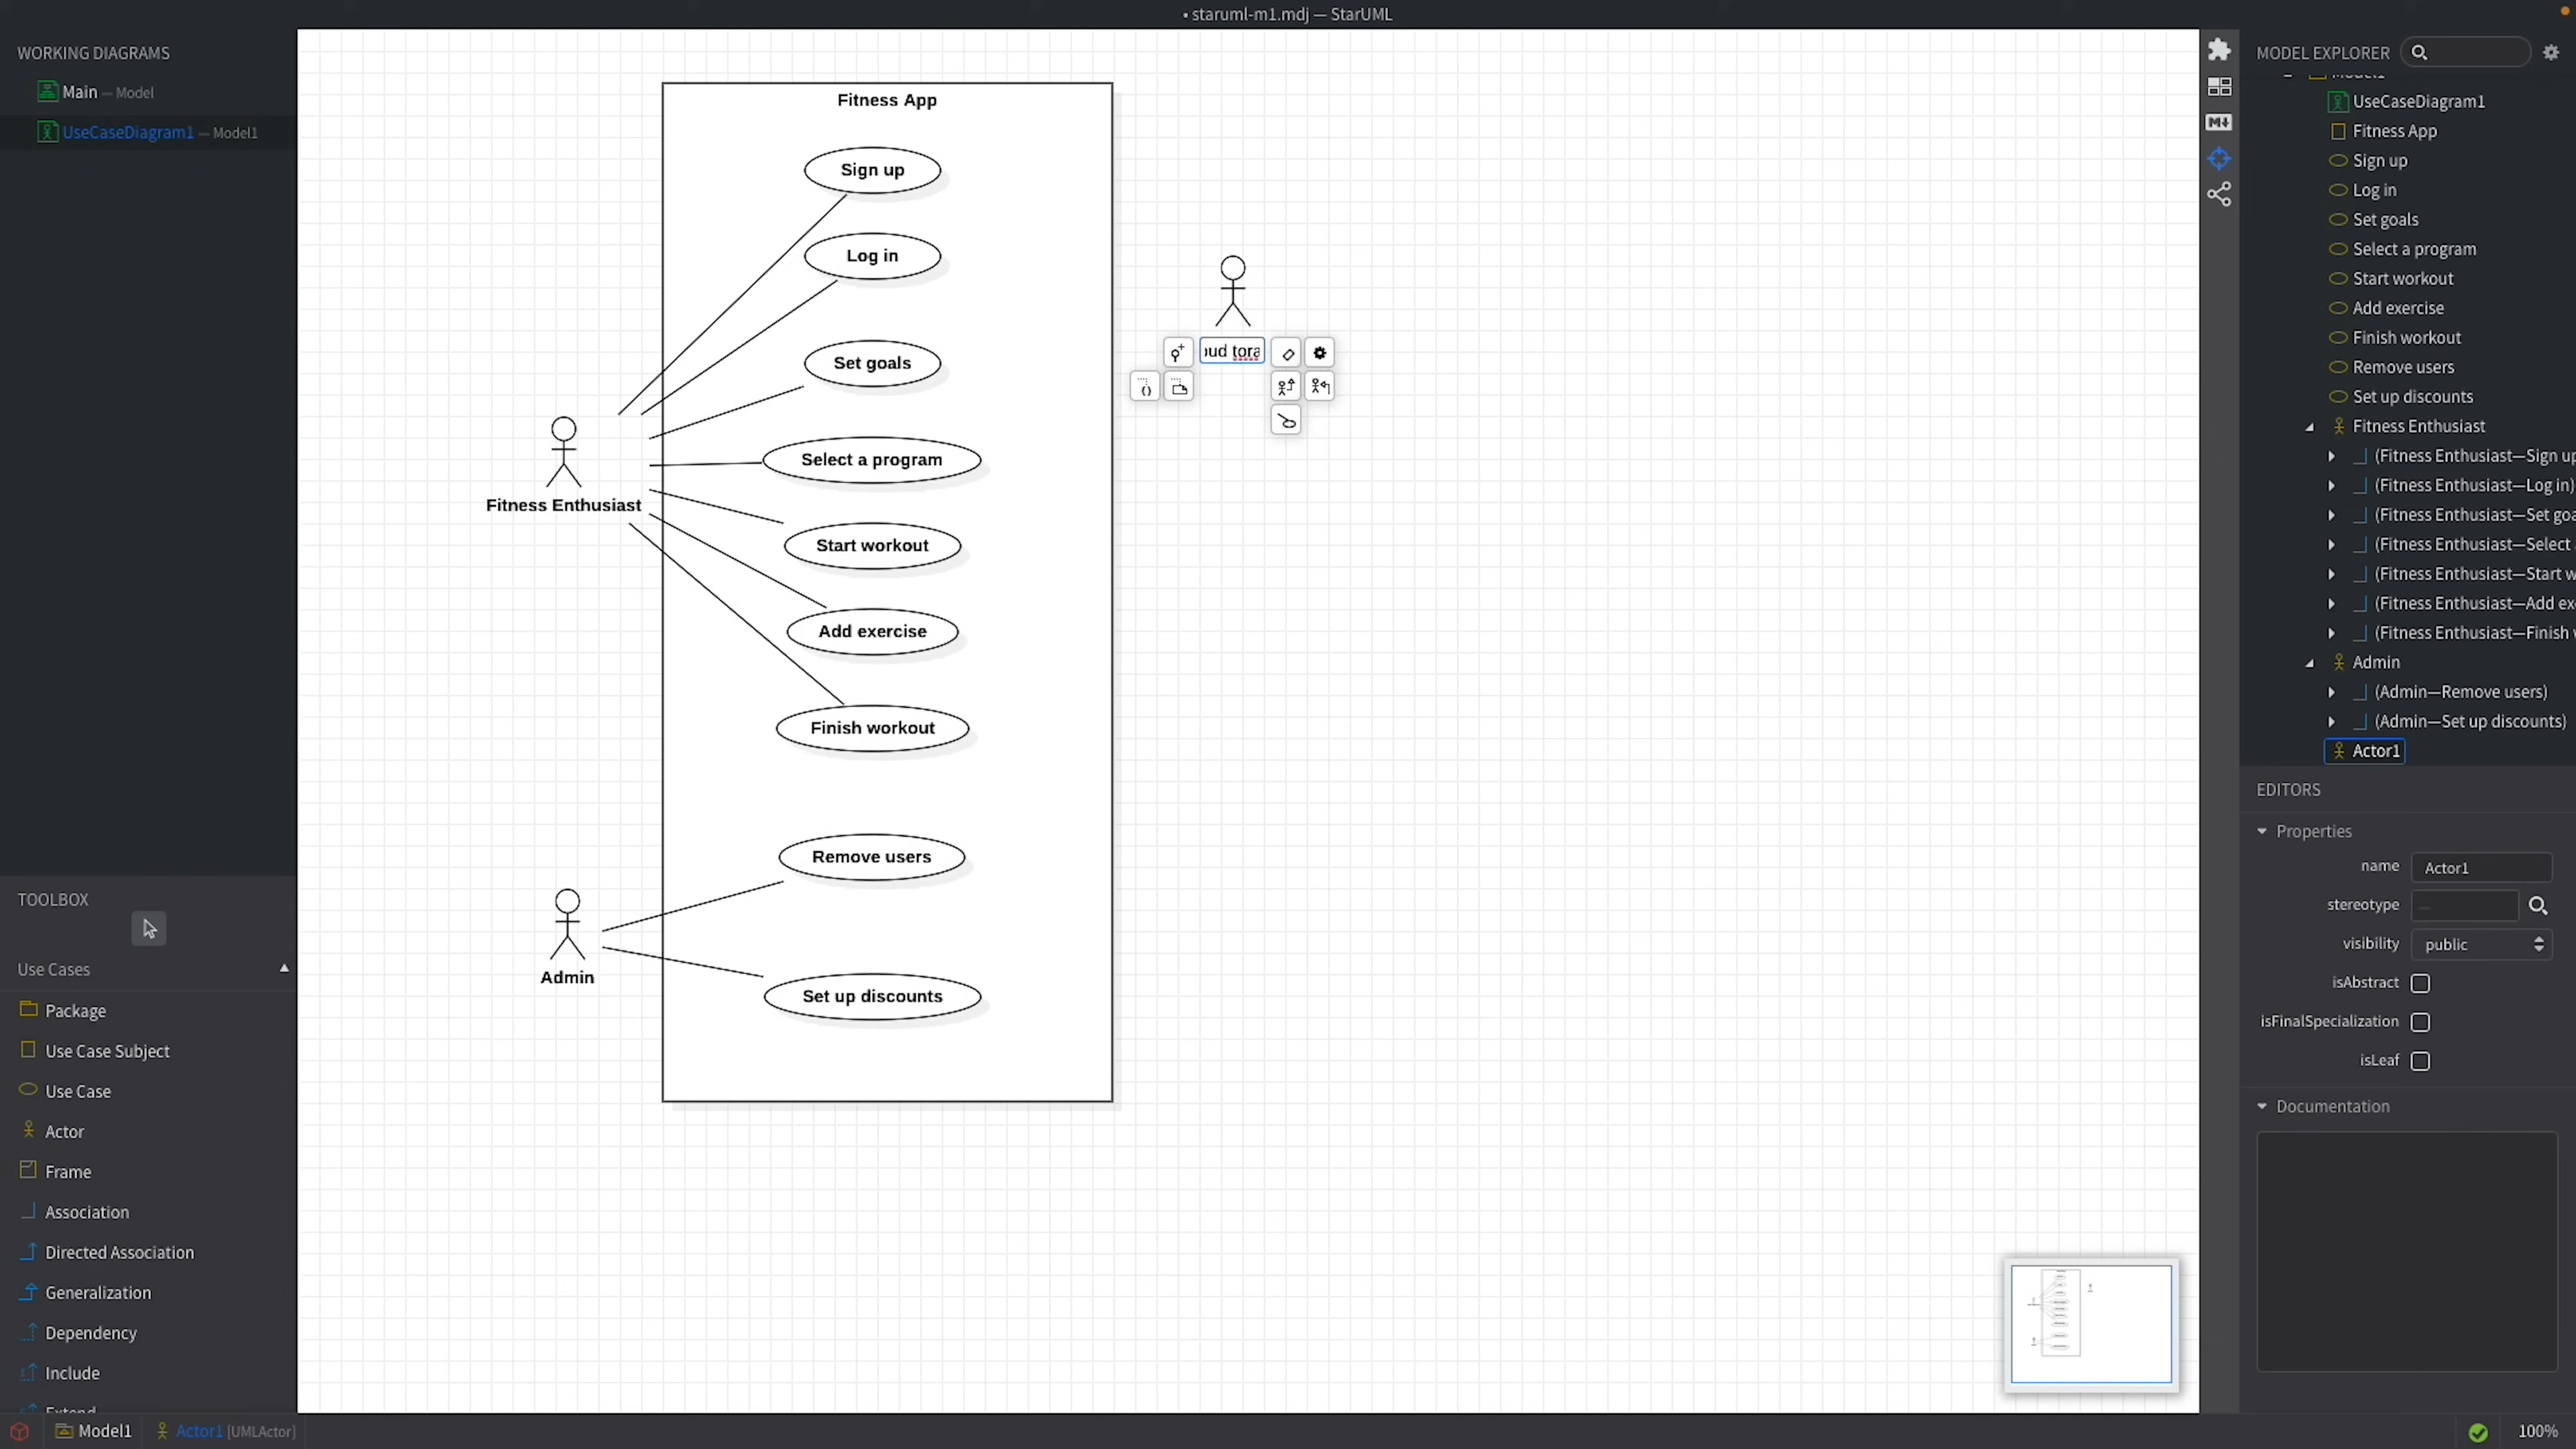 • staruml-m1.mdj — StarUML
WORKING DIAGRAMS
Main — Model
UseCaseDiagram1 — Model1
TOOLBOX
Use Cases
Package
Use Case Subject
Use Case
Actor
Frame
Association
Directed Association
Generalization
Dependency
Include
Extend
Fitness App
Sign up
Log in
Set goals
Select a program
Start workout
Add exercise
Finish workout
Remove users
Set up discounts
Fitness Enthusiast
Admin
oud tora
MODEL EXPLORER
Model1
UseCaseDiagram1
Fitness App
Sign up
Log in
Set goals
Select a program
Start workout
Add exercise
Finish workout
Remove users
Set up discounts
Fitness Enthusiast
(Fitness Enthusiast—Sign up
(Fitness Enthusiast—Log in)
(Fitness Enthusiast—Set goa
(Fitness Enthusiast—Select
(Fitness Enthusiast—Start w
(Fitness Enthusiast—Add exe
(Fitness Enthusiast—Finish w
Admin
(Admin—Remove users)
(Admin—Set up discounts)
Actor1
EDITORS
Properties
name Actor1
stereotype —
visibility public
isAbstract
isFinalSpecialization
isLeaf
Documentation
Model1 Actor1 [UMLActor]
100%